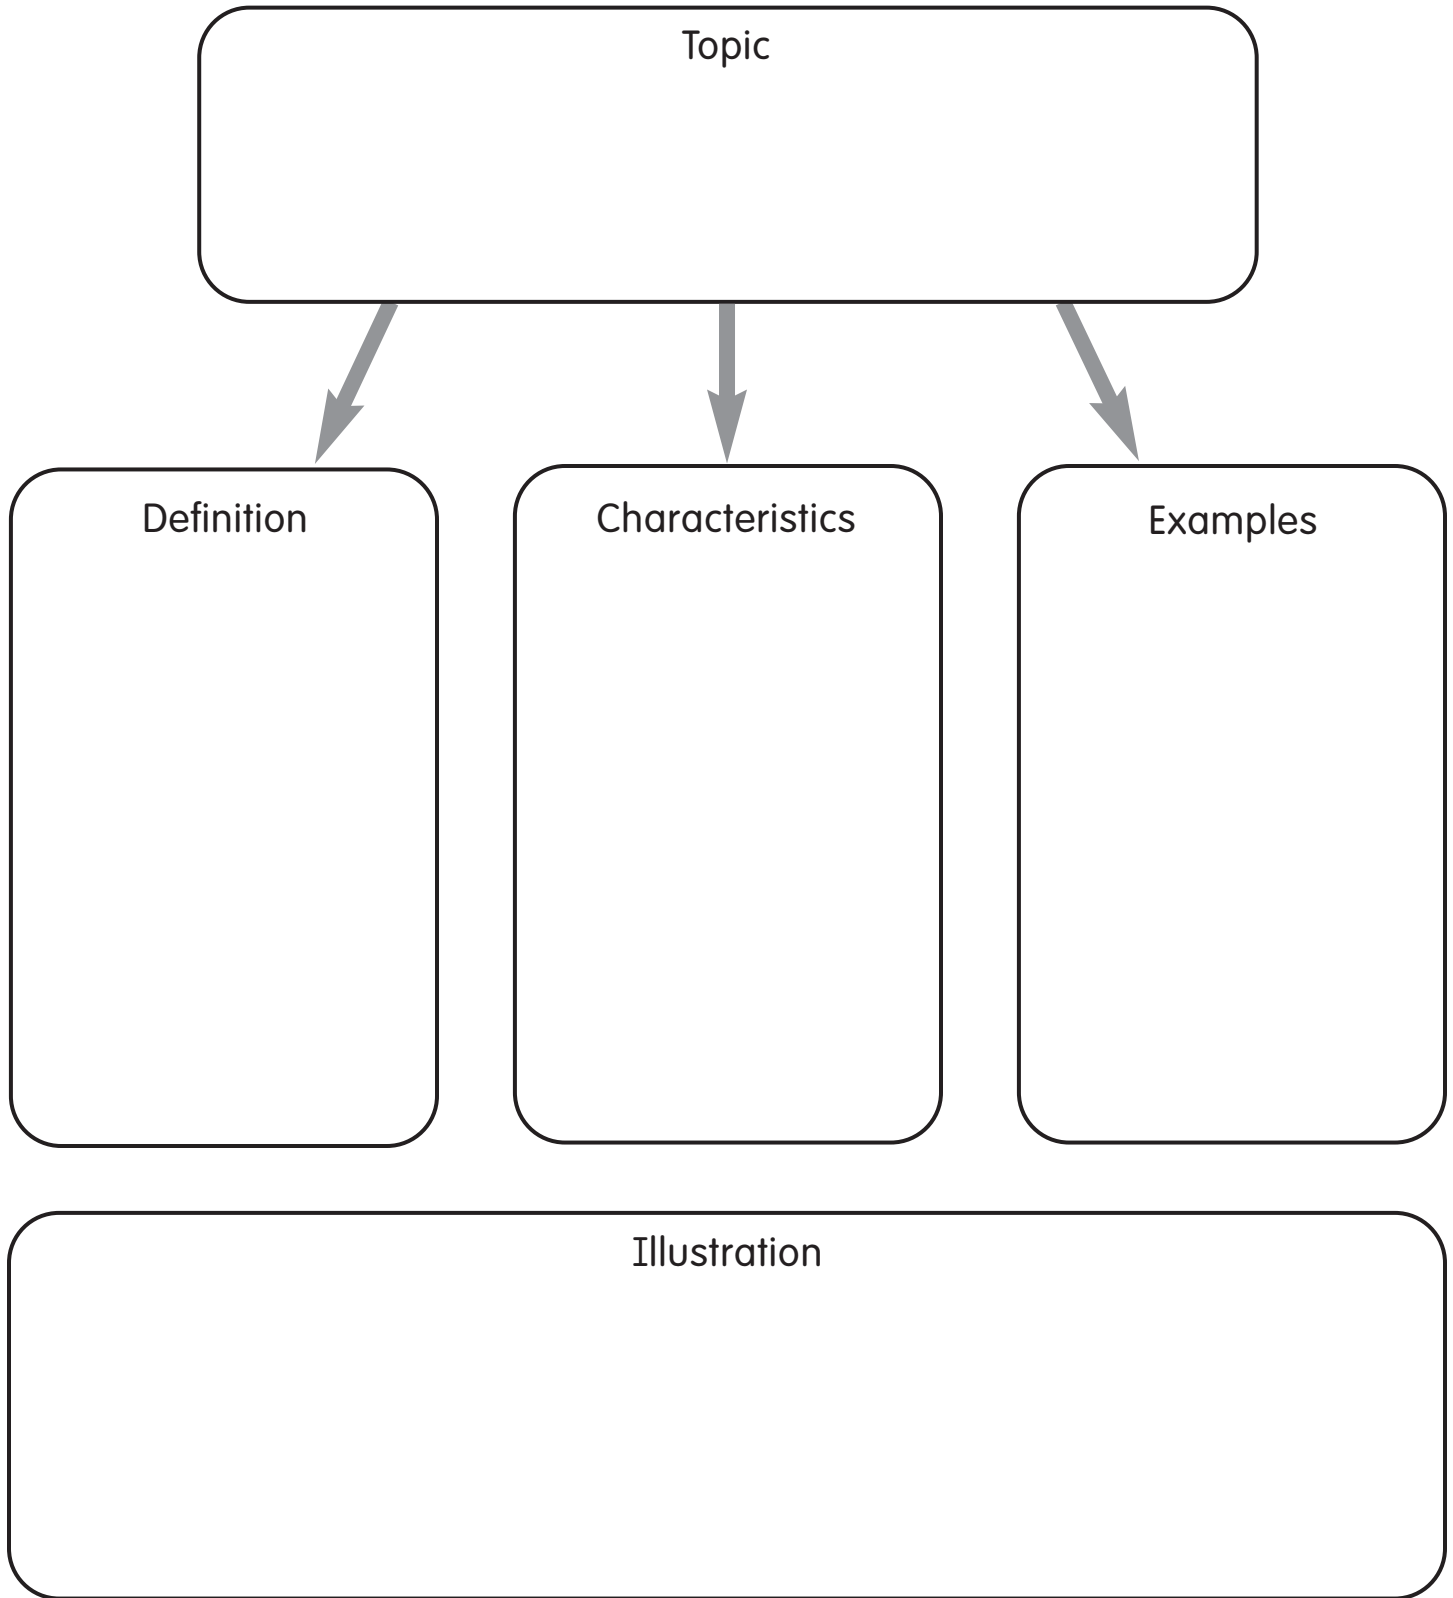 Topic
Definition
Characteristics
Examples
Illustration